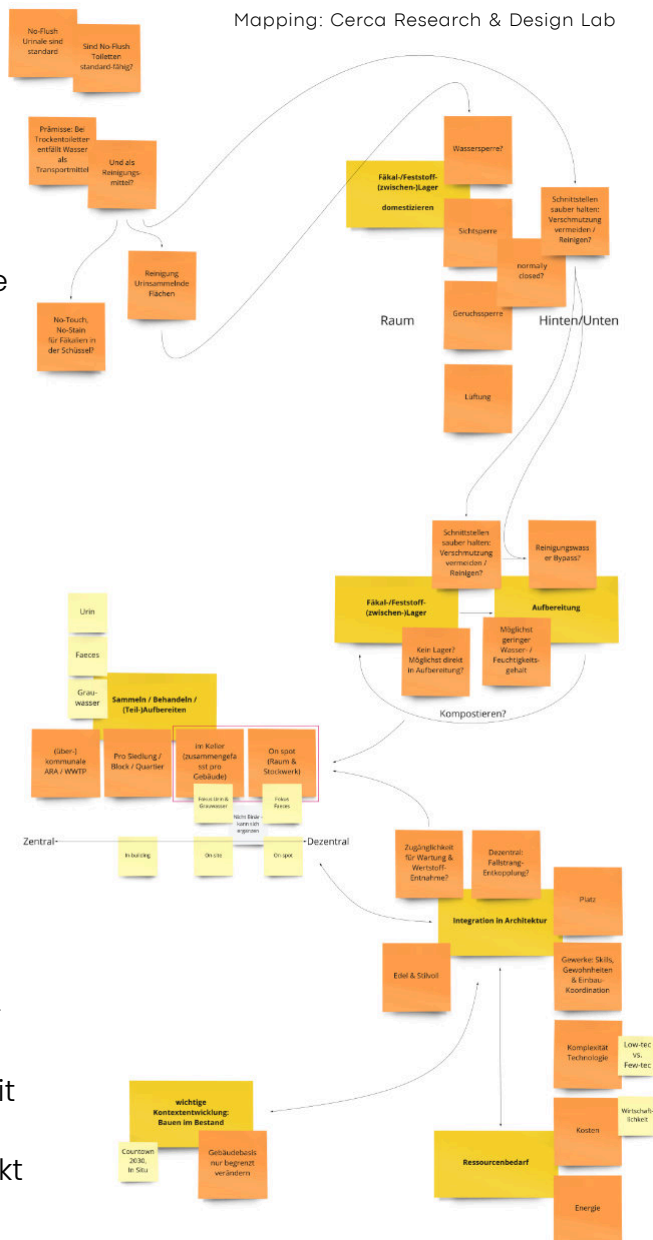 Mapping: Cerca Research & Design Lab
No-Flush
Urinale sind
standard
Sind No-Flush
Toiletten
standard-fähig?
Prämisse: Bei
Trockentoiletten
entfällt Wasser
als
Transportmittel
Und als
Reinigungs-
mittel?
Reinigung
Urinsammelnde
Flächen
No-Touch,
No-Stain
für Fäkalien in
der Schüssel?
e
Wassersperre?
Fäkal-/Feststoff-
(zwischen-)Lager
domestizieren
Sichtsperre
Schnittstellen
sauber halten:
Verschmutzung
vermeiden /
Reinigen?
normally
closed?
Raum
Geruchssperre
Hinten/Unten
Lüftung
Schnittstellen
sauber halten:
Verschmutzung
vermeiden /
Reinigen?
Reinigungswass
er Bypass?
Fäkal-/Feststoff-
(zwischen-)Lager
Aufbereitung
Kein Lager?
Möglichst direkt
in Aufbereitung?
Möglichst
geringer
Wasser- /
Feuchtigkeits-
gehalt
Kompostieren?
Urin
Faeces
Grau-
wasser
Sammeln / Behandeln /
(Teil-)Aufbereiten
(über-)
kommunale
ARA / WWTP
Pro Siedlung /
Block / Quartier
im Keller
(zusammengefa
sst pro
Gebäude)
On spot
(Raum &
Stockwerk)
Fokus Urin &
Grauwasser
Fokus
Faeces
kann sich
ergänzen
Zentral
Dezentral
In building
On site
On spot
Zugänglichkeit
für Wartung &
Wertstoff-
Entnahme?
Dezentral:
Fallstrang-
Entkopplung?
Integration in Architektur
Platz
Edel & Stilvoll
Gewerke: Skills,
Gewohnheiten
& Einbau-
Koordination
Komplexität
Technologie
Low-tec
vs.
Few-tec
Kosten
Wirtschaft-
lichkeit
Ressourcenbedarf
Energie
wichtige
Kontextentwicklung:
Bauen im Bestand
Countown
2030,
In Situ
Gebäudebasis
nur begrenzt
verändern
it
kt